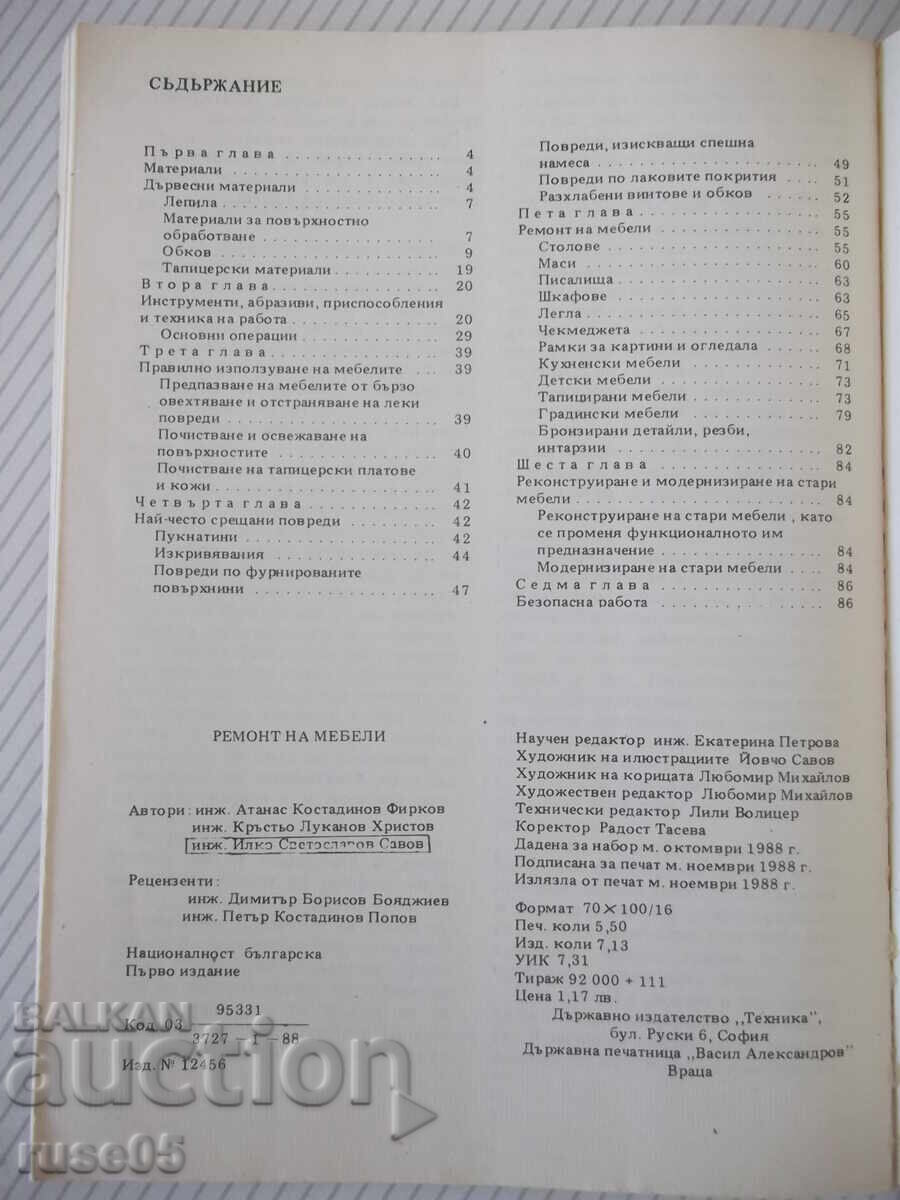 СЪДЪРЖАНИЕ
Първа глава . . . . . . . . . . . . . . . . 4
Материали . . . . . . . . . . . . . . . . 4
Дървесни материали . . . . . . . . . . . . . 4
Лепила . . . . . . . . . . . . . . . . 7
Материали за повърхностно
обработване . . . . . . . . . . . . . . . . 7
Обков . . . . . . . . . . . . . . . . 9
Тапицерски материали . . . . . . . . . . 19
Втора глава . . . . . . . . . . . . . . . . 20
Инструменти, абразиви, приспособления
и техника на работа . . . . . . . . . . . . . 20
Основни операции . . . . . . . . . . . . 29
Трета глава . . . . . . . . . . . . . . . . 39
Правилно използуване на мебелите . . . 39
Предпазване на мебелите от бързо
овехтяване и отстраняване на леки
повреди . . . . . . . . . . . . . . . . 39
Почистване и освежаване на
повърхностите . . . . . . . . . . . . . . 40
Почистване на тапицерски платове
и кожи . . . . . . . . . . . . . . . . 41
Четвърта глава . . . . . . . . . . . . . 42
Най-често срещани повреди . . . . . . . . . 42
Пукнатини . . . . . . . . . . . . . . . . 42
Изкривявания . . . . . . . . . . . . . . 44
Повреди по фурнированите
повърхнини . . . . . . . . . . . . . . . . 47
Повреди, изискващи спешна
намеса . . . . . . . . . . . . . . . . 49
Повреди по лаковите покрития . . . . 51
Разхлабени винтове и обков . . . . . . 52
Пета глава . . . . . . . . . . . . . . . . 55
Ремонт на мебели . . . . . . . . . . . . . . 55
Столове . . . . . . . . . . . . . . . . 55
Маси . . . . . . . . . . . . . . . . 60
Писалища . . . . . . . . . . . . . . . . 63
Шкафове . . . . . . . . . . . . . . . . 63
Легла . . . . . . . . . . . . . . . . 65
Чекмеджета . . . . . . . . . . . . . . . . 67
Рамки за картини и огледала . . . . . . 68
Кухненски мебели . . . . . . . . . . . . 71
Детски мебели . . . . . . . . . . . . . . 73
Тапицирани мебели . . . . . . . . . . . . 73
Градински мебели . . . . . . . . . . . . 79
Бронзирани детайли, резби,
интарзии . . . . . . . . . . . . . . . . 82
Шеста глава . . . . . . . . . . . . . . . . 84
Реконструиране и модернизиране на стари
мебели . . . . . . . . . . . . . . . . 84
Реконструиране на стари мебели , като
се променя функционалното им
предназначение . . . . . . . . . . . . . . 84
Модернизиране на стари мебели . . . . 84
Седма глава . . . . . . . . . . . . . . . . 86
Безопасна работа . . . . . . . . . . . . . . 86
РЕМОНТ НА МЕБЕЛИ
Автори : инж. Атанас Костадинов Фирков
инж. Кръстьо Луканов Христов
инж. Илко Светославов Савов
Рецензенти :
инж. Димитър Борисов Бояджиев
инж. Петър Костадинов Попов
Националност българска
Първо издание
95331
Код 03
3727 – 1 – 88
Изд. № 12456
Научен редактор инж. Екатерина Петрова
Художник на илюстрациите Йовчо Савов
Художник на корицата Любомир Михайлов
Художествен редактор Любомир Михайлов
Технически редактор Лили Волицер
Коректор Радост Тасева
Дадена за набор м. октомври 1988 г.
Подписана за печат м. ноември 1988 г.
Излязла от печат м. ноември 1988 г.
Формат 70 × 100/16
Печ. коли 5,50
Изд. коли 7,13
УИК 7,31
Тираж 92 000 + 111
Цена 1,17 лв.
Държавно издателство „Техника",
бул. Руски 6, София
Държавна печатница „Васил Александров"
Враца
BALKAN
auction
ruse05